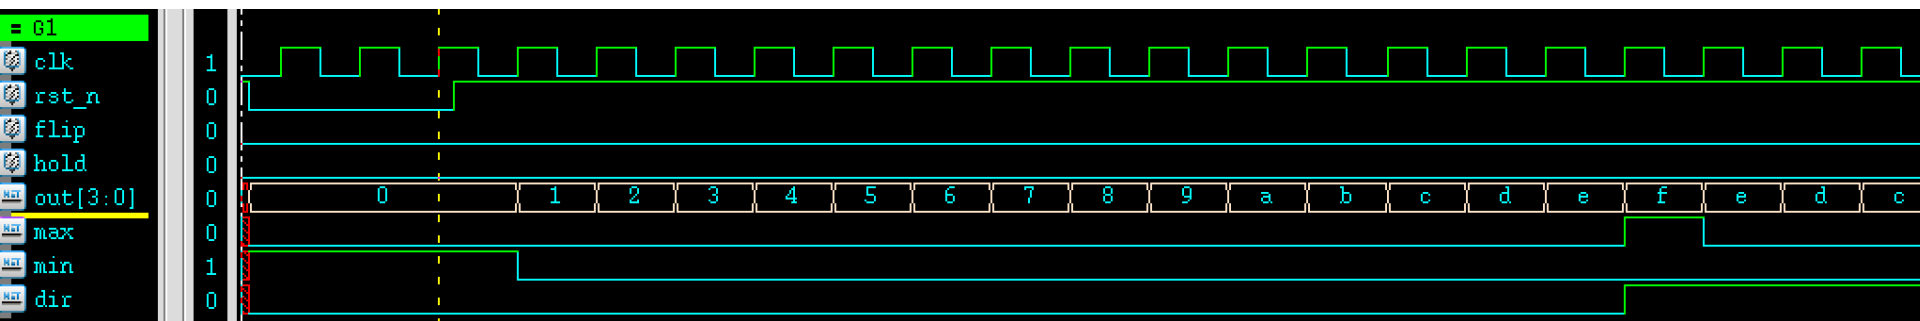 = G1
clk 1
rst_n 0
flip 0
hold 0
out[3:0] 0 0 1 2 3 4 5 6 7 8 9 a b c d e f e d c
max 0
min 1
dir 0